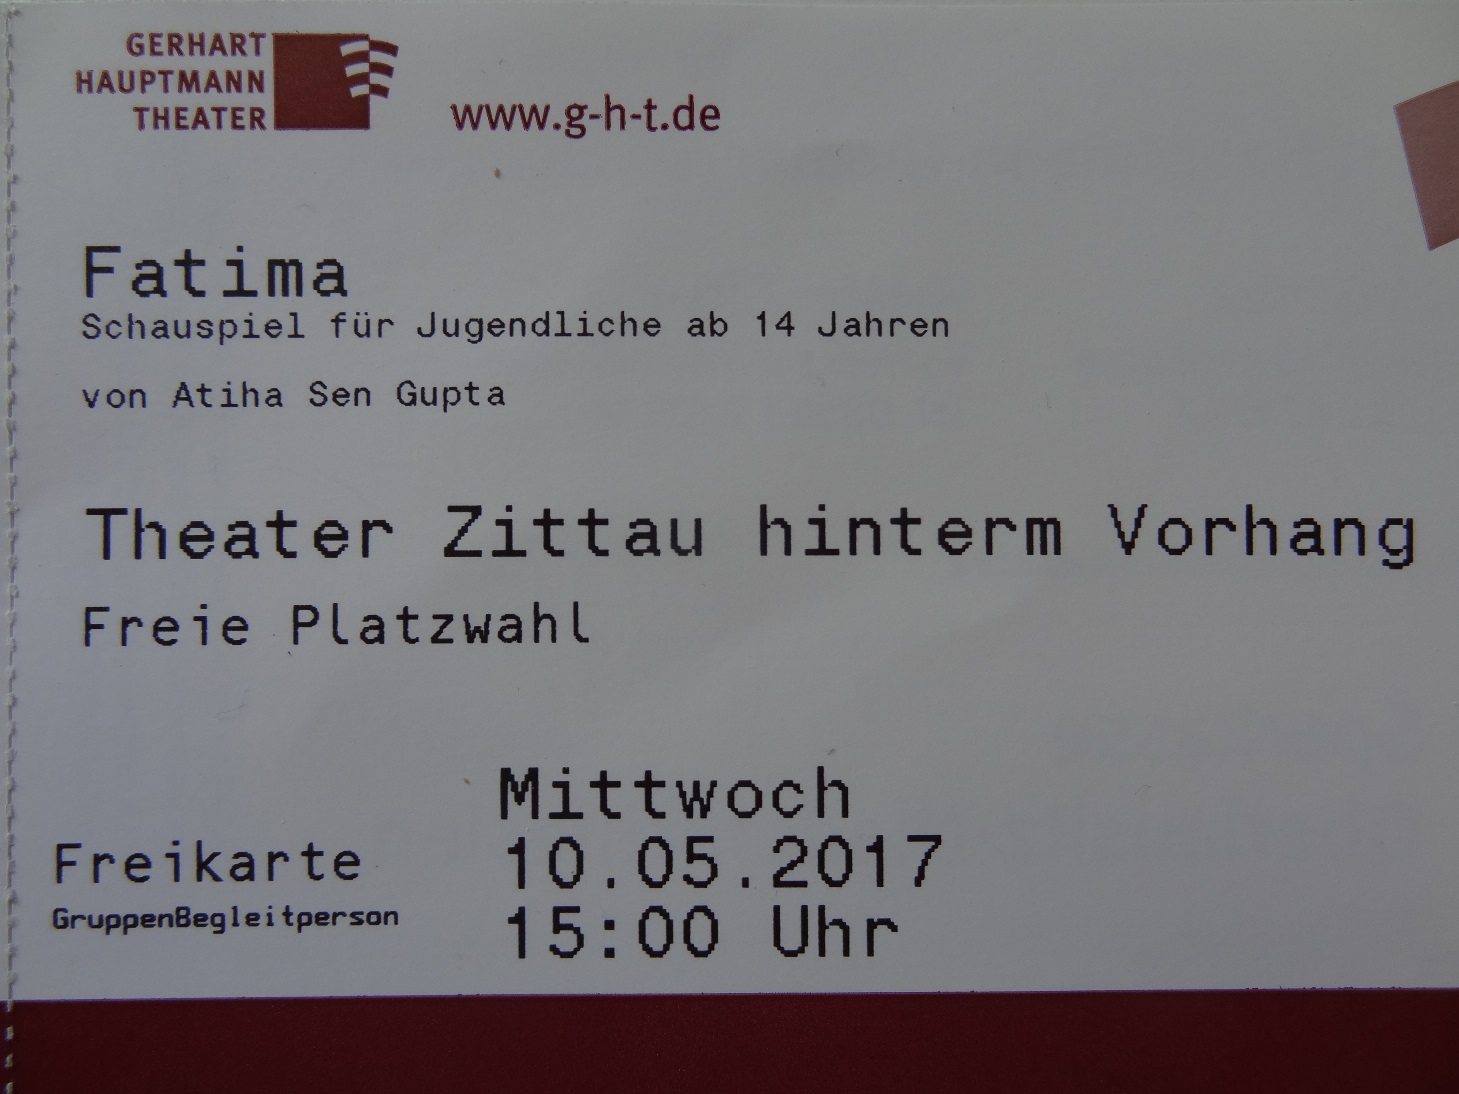 GERHART
HAUPTMANN
THEATER
www.g-h-t.de
Fatima
Schauspiel für Jugendliche ab 14 Jahren
von Atiha Sen Gupta
Theater Zittau hinterm Vorhang
Freie Platzwahl
Mittwoch
Freikarte 10.05.2017
GruppenBegleitperson 15:00 Uhr